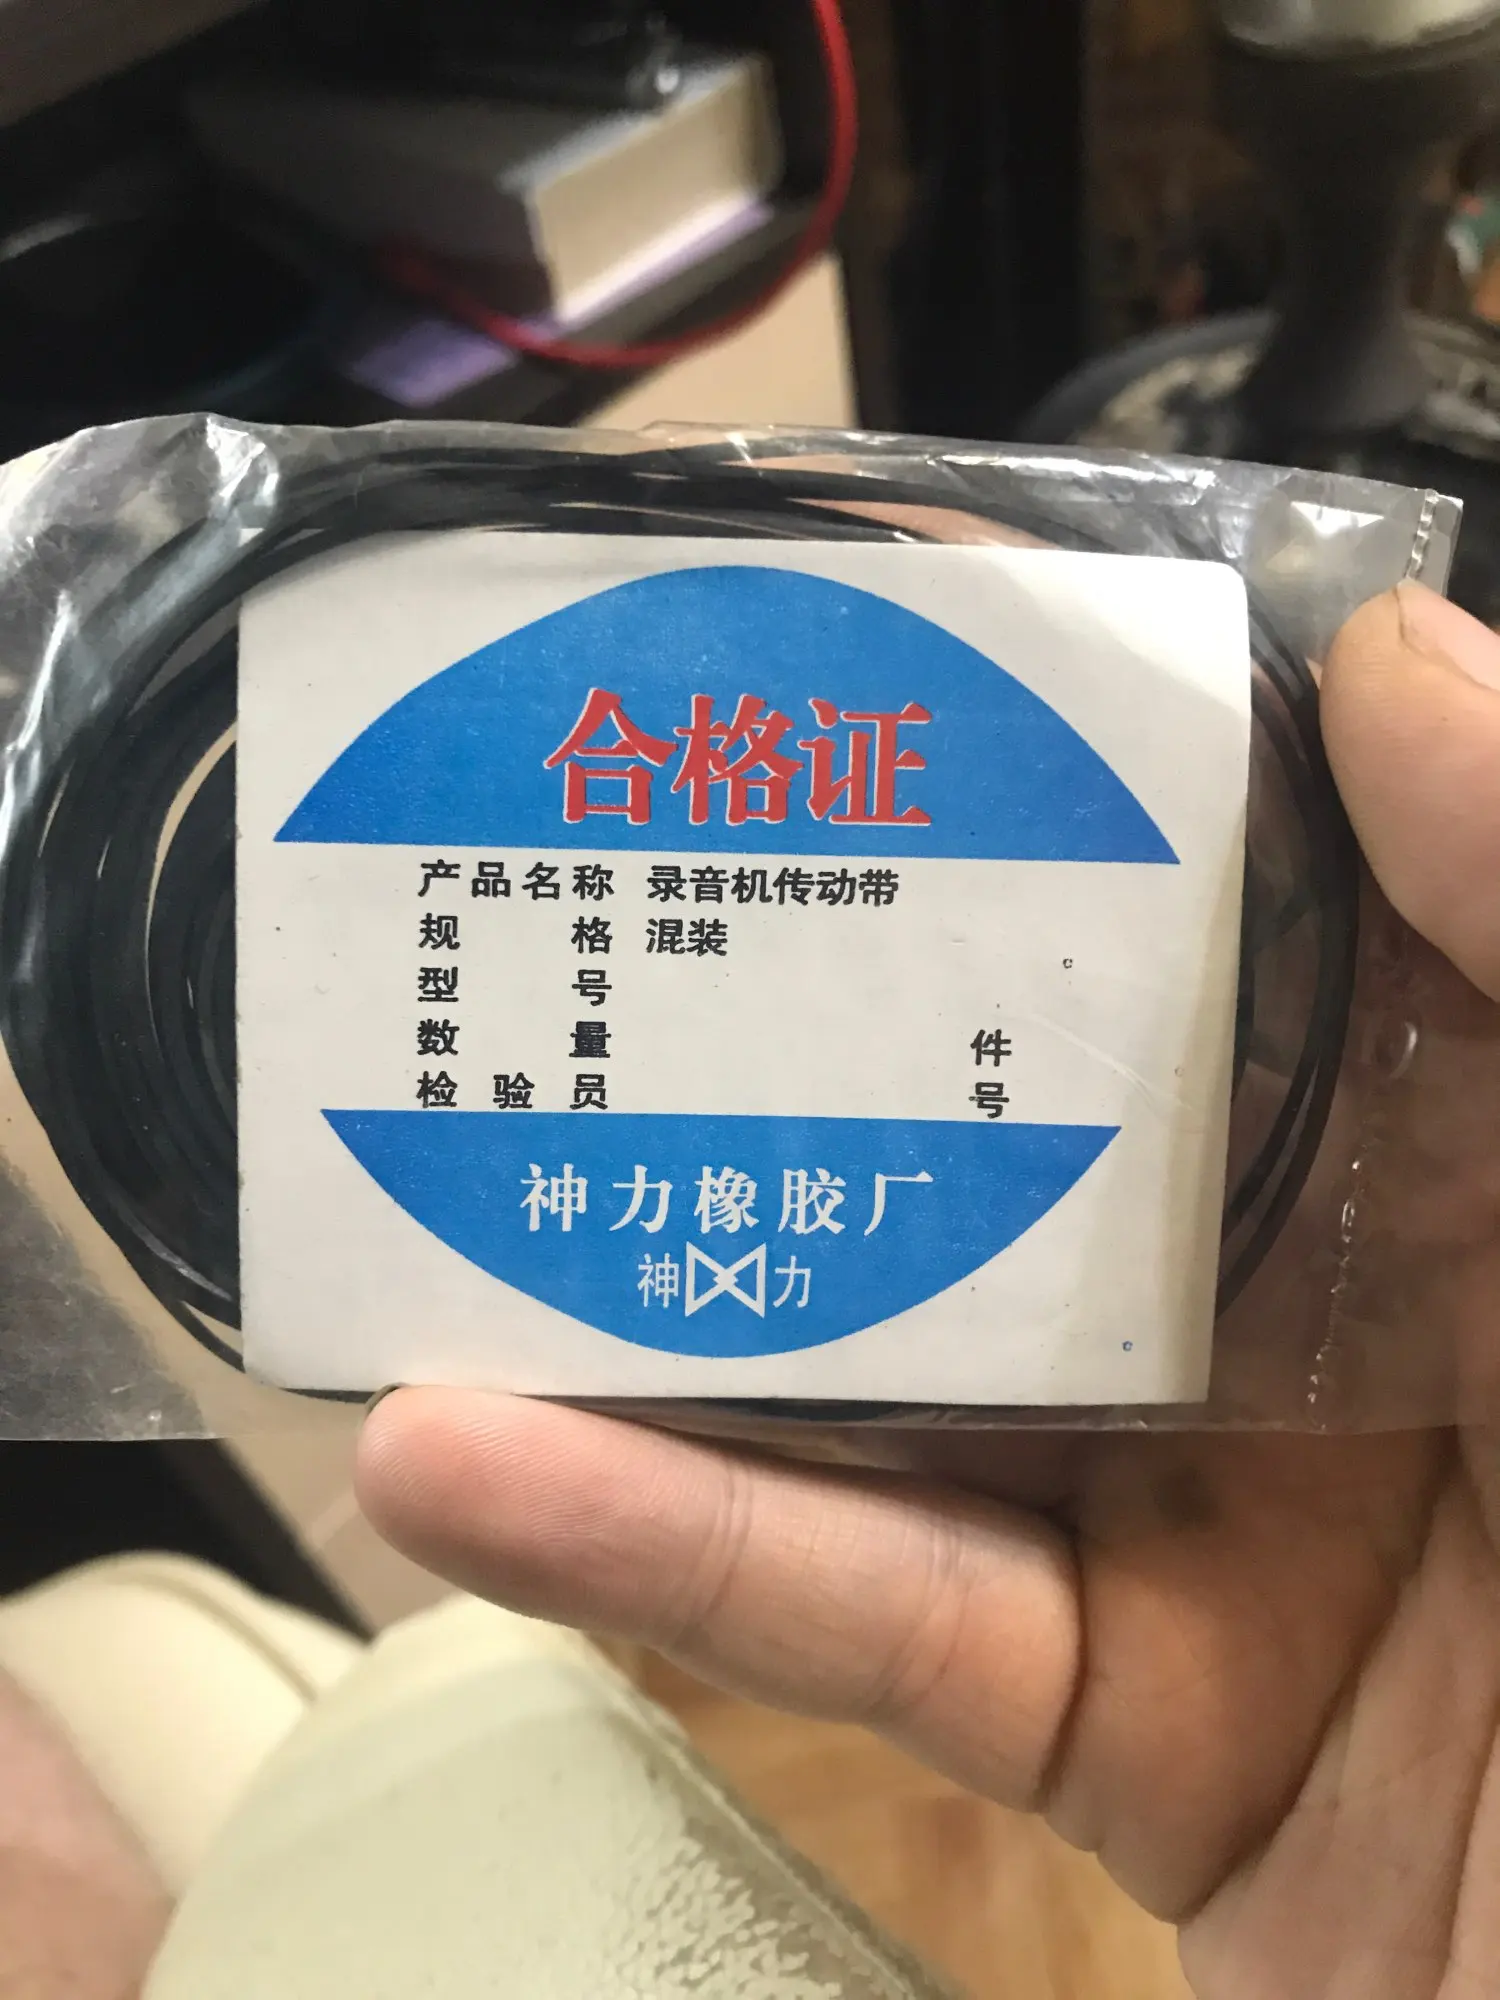 合格证
产品名称 录音机传动带
规格 混装
型号
数量 件
检验员 号
神力橡胶厂
神力